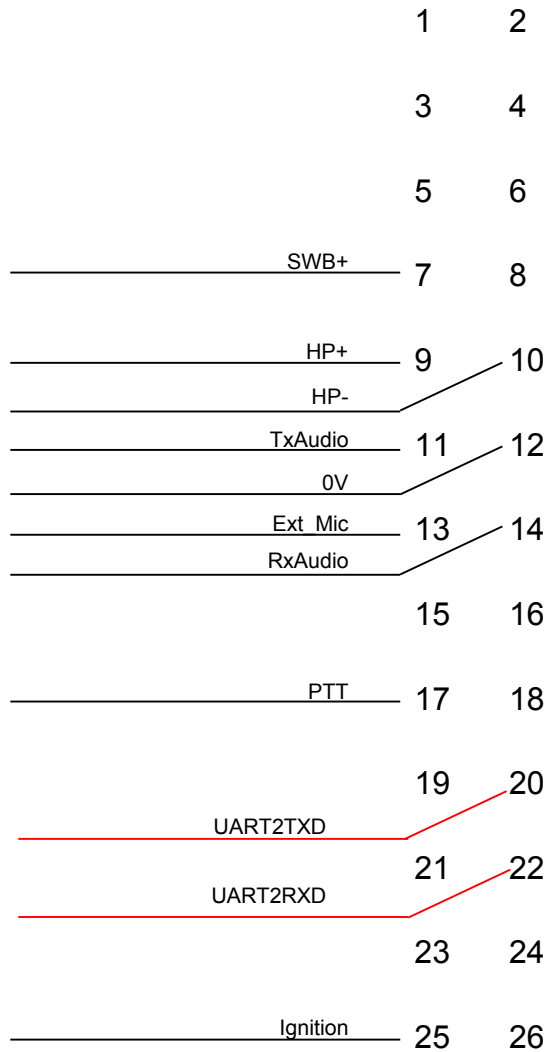 1 2
3 4
5 6
SWB+ 7 8
HP+ 9 10
HP-
TxAudio 11 12
0V
Ext_Mic 13 14
RxAudio
15 16
PTT 17 18
19 20
UART2TXD
21 22
UART2RXD
23 24
Ignition 25 26